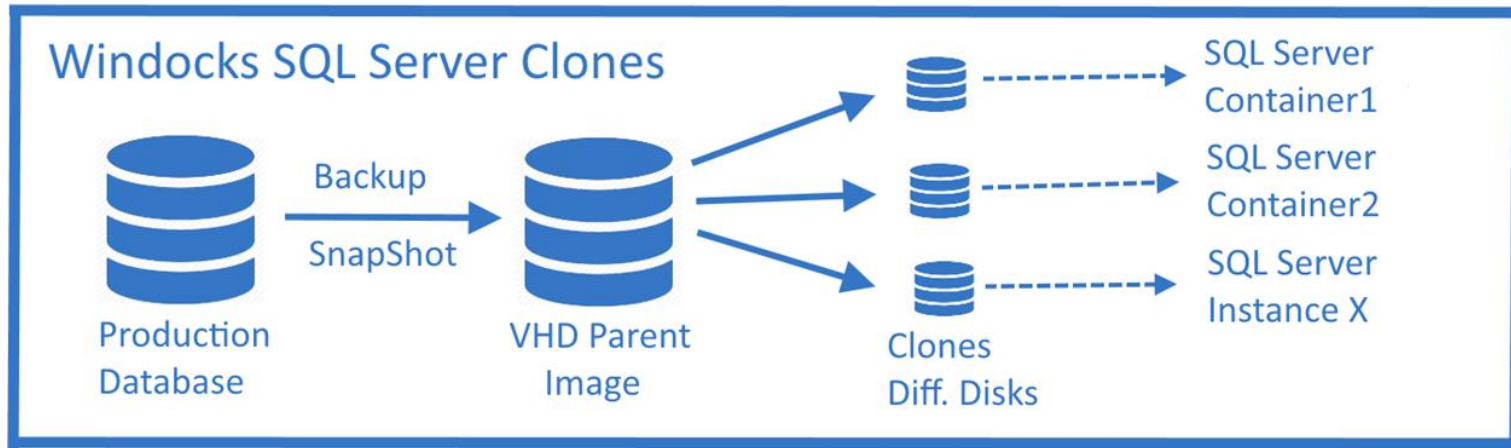 Windocks SQL Server Clones
Backup
SnapShot
Production
Database
VHD Parent
Image
Clones
Diff. Disks
SQL Server
Container1
SQL Server
Container2
SQL Server
Instance X